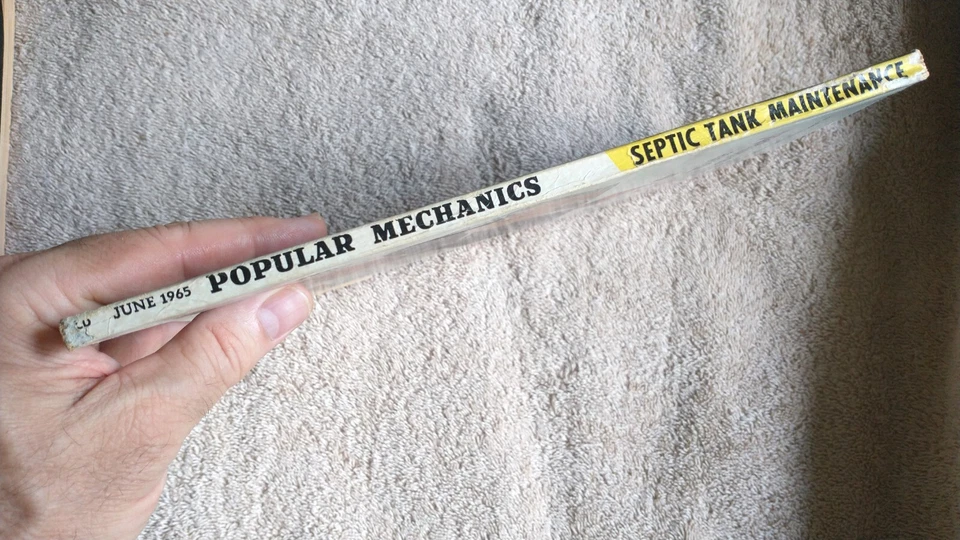 JUNE 1965 POPULAR MECHANICS SEPTIC TANK MAINTENANCE